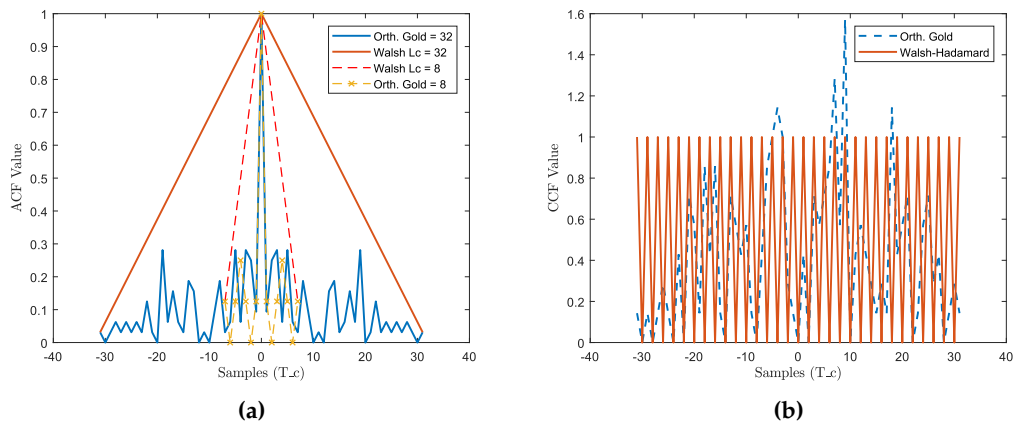 1
0.9
0.8
0.7
0.6
0.5
0.4
0.3
0.2
0.1
0
ACF Value
-40 -30 -20 -10 0 10 20 30 40
Samples (T_c)
Orth. Gold = 32
Walsh Lc = 32
Walsh Lc = 8
Orth. Gold = 8
(a)
1.6
1.4
1.2
1
0.8
0.6
0.4
0.2
0
CCF Value
-40 -30 -20 -10 0 10 20 30 40
Samples (T_c)
Orth. Gold
Walsh-Hadamard
(b)